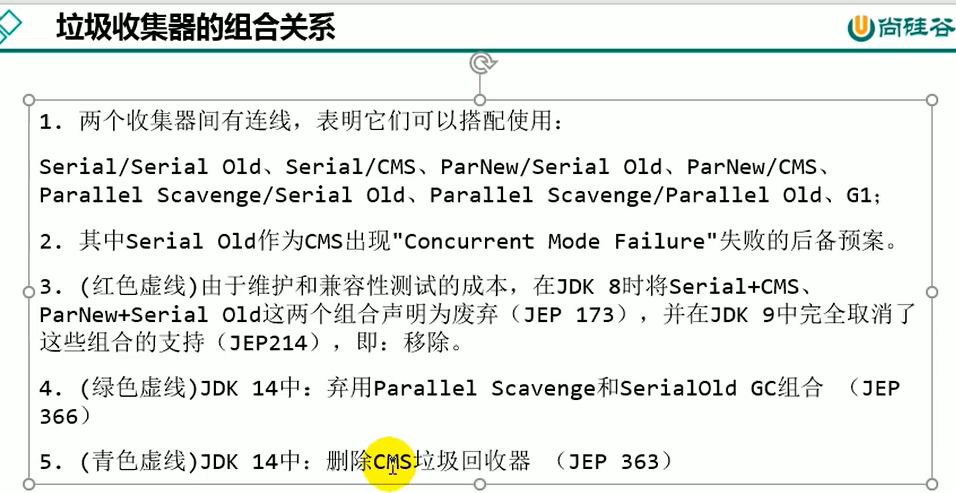 垃圾收集器的组合关系
尚硅谷
1. 两个收集器间有连线，表明它们可以搭配使用：
Serial/Serial Old、Serial/CMS、ParNew/Serial Old、ParNew/CMS、
Parallel Scavenge/Serial Old、Parallel Scavenge/Parallel Old、G1；
2. 其中Serial Old作为CMS出现"Concurrent Mode Failure"失败的后备预案。
3. (红色虚线)由于维护和兼容性测试的成本，在JDK 8时将Serial+CMS、
ParNew+Serial Old这两个组合声明为废弃（JEP 173），并在JDK 9中完全取消了
这些组合的支持（JEP214），即：移除。
4. (绿色虚线)JDK 14中：弃用Parallel Scavenge和SerialOld GC组合 （JEP
366）
5. (青色虚线)JDK 14中：删除CMS垃圾回收器 （JEP 363）